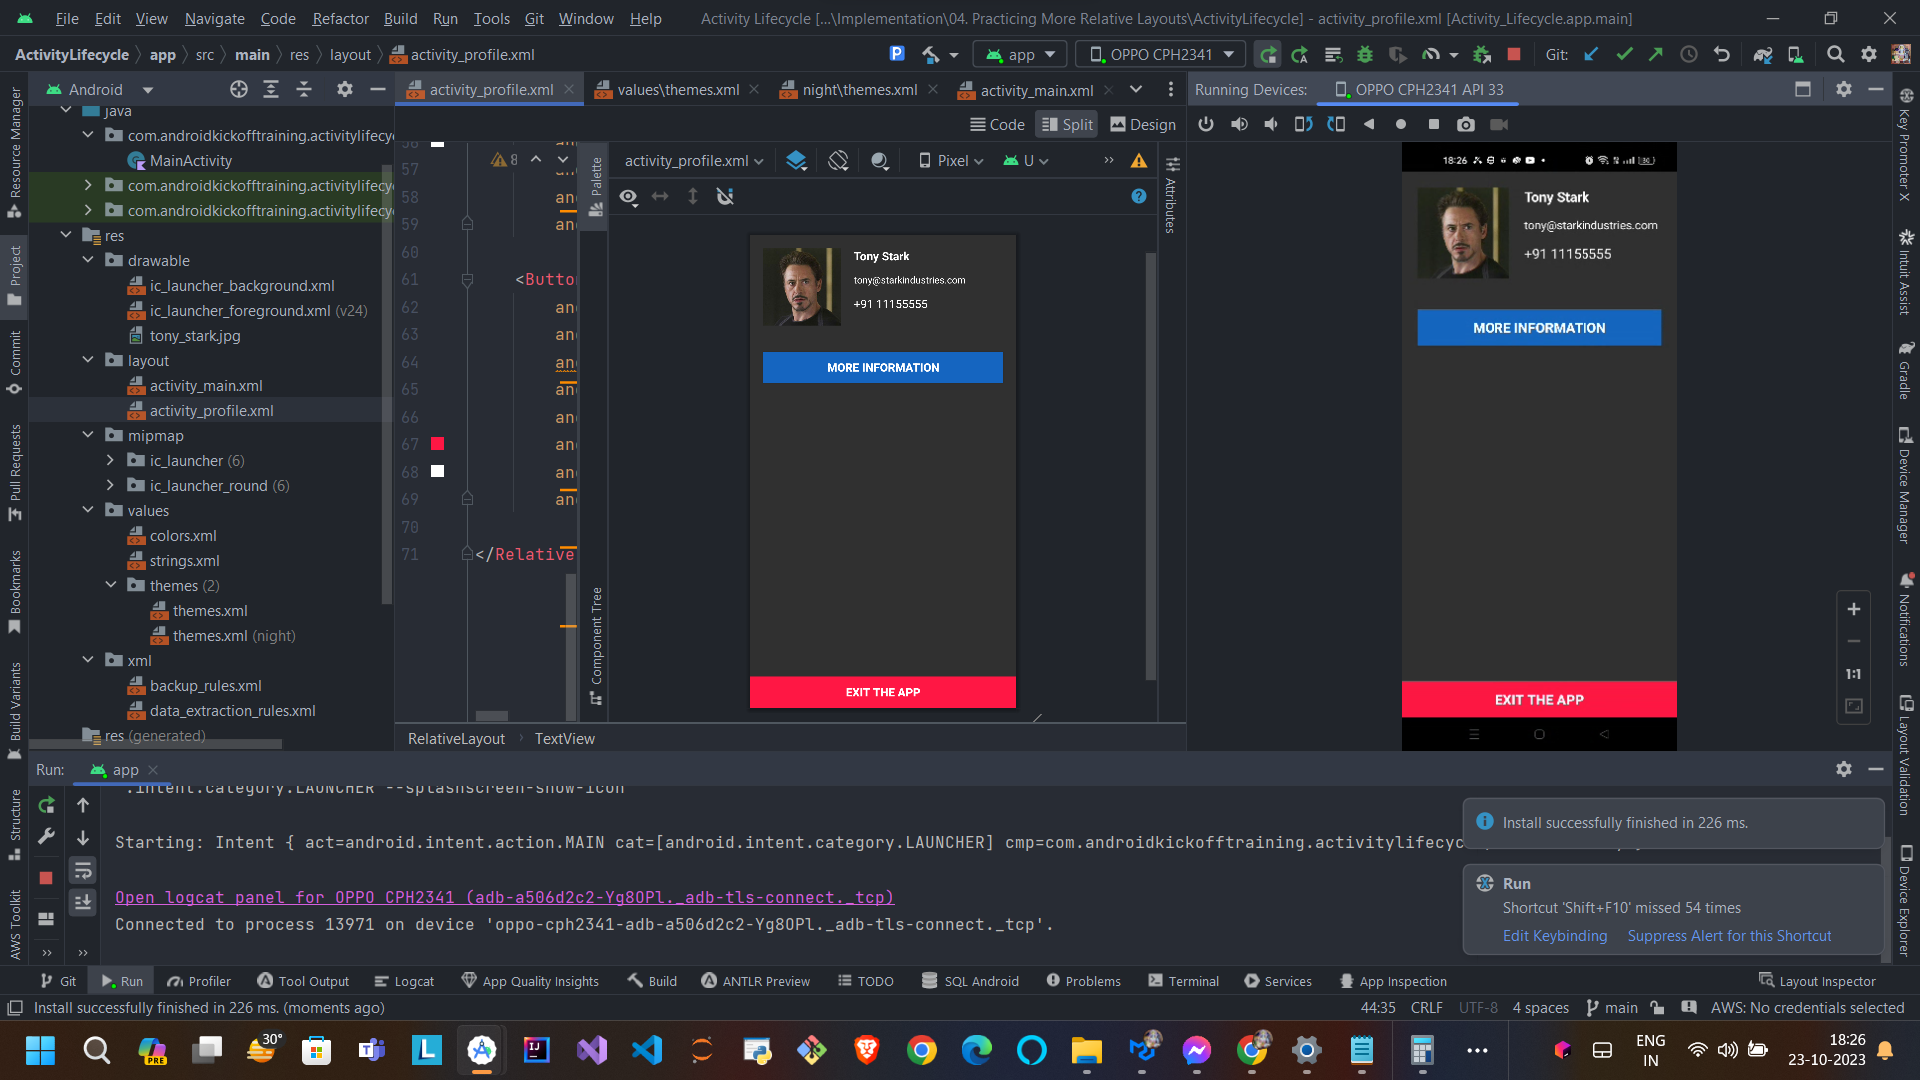 File Edit View Navigate Code Refactor Build Run Tools Git Window Help Activity Lifecycle [...\Implementation\04. Practicing More Relative Layouts\ActivityLifecycle] - activity_profile.xml [Activity_Lifecycle.app.main]
ActivityLifecycle app src main res layout activity_profile.xml P app OPPO CPH2341 Git:
Android
activity_profile.xml values\themes.xml night\themes.xml activity_main.xml
Running Devices: OPPO CPH2341 API 33
Code Split Design
Resource Manager
Project
Commit
Pull Requests
Bookmarks
Build Variants
Structure
AWS Toolkit
java
com.androidkickofftraining.activitylifecy
MainActivity
com.androidkickofftraining.activitylifecy
com.androidkickofftraining.activitylifecy
res
drawable
ic_launcher_background.xml
ic_launcher_foreground.xml (v24)
tony_stark.jpg
layout
activity_main.xml
activity_profile.xml
mipmap
ic_launcher (6)
ic_launcher_round (6)
values
colors.xml
strings.xml
themes (2)
themes.xml
themes.xml (night)
xml
backup_rules.xml
data_extraction_rules.xml
res (generated)
8
56
57 an
58 an
59 an
60
61 <Button
62 an
63 an
64 an
65 an
66 an
67 an
68 an
69 an
70
71 </Relative
RelativeLayout TextView
Palette
Component Tree
activity_profile.xml Pixel U
Attributes
Tony Stark
tony@starkindustries.com
+91 11155555
MORE INFORMATION
EXIT THE APP
18:26
Tony Stark
tony@starkindustries.com
+91 11155555
MORE INFORMATION
EXIT THE APP
1:1
Key Promoter X
Intuit Assist
Gradle
Device Manager
Notifications
Layout Validation
Device Explorer
Run: app
.intent.category.LAUNCHER --splashscreen-show-icon
Starting: Intent { act=android.intent.action.MAIN cat=[android.intent.category.LAUNCHER] cmp=com.androidkickofftraining.activitylifecyc
Open logcat panel for OPPO CPH2341 (adb-a506d2c2-Yg8OPl._adb-tls-connect._tcp)
Connected to process 13971 on device 'oppo-cph2341-adb-a506d2c2-Yg8OPl._adb-tls-connect._tcp'.
Install successfully finished in 226 ms.
Run
Shortcut 'Shift+F10' missed 54 times
Edit Keybinding Suppress Alert for this Shortcut
Git Run Profiler Tool Output Logcat App Quality Insights Build ANTLR Preview TODO SQL Android Problems Terminal Services App Inspection Layout Inspector
Install successfully finished in 226 ms. (moments ago) 44:35 CRLF UTF-8 4 spaces main AWS: No credentials selected
PRE 30° L IJ
ENG
IN
18:26
23-10-2023